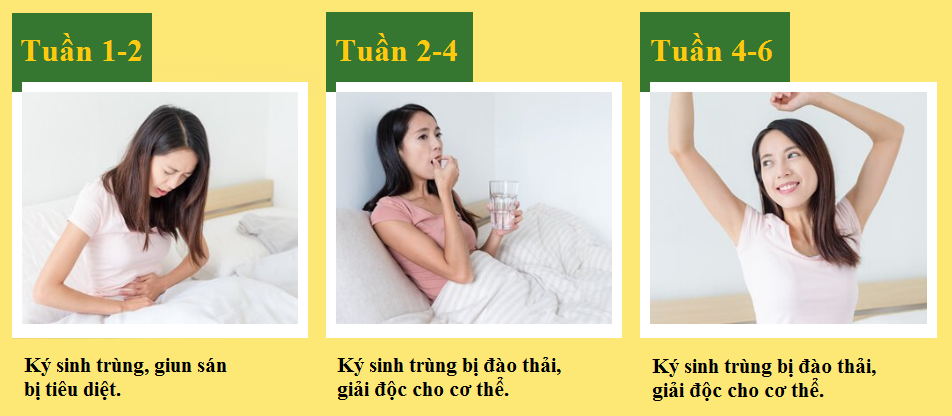 Tuần 1-2
Tuần 2-4
Tuần 4-6
Ký sinh trùng, giun sán
bị tiêu diệt.
Ký sinh trùng bị đào thải,
giải độc cho cơ thể.
Ký sinh trùng bị đào thải,
giải độc cho cơ thể.